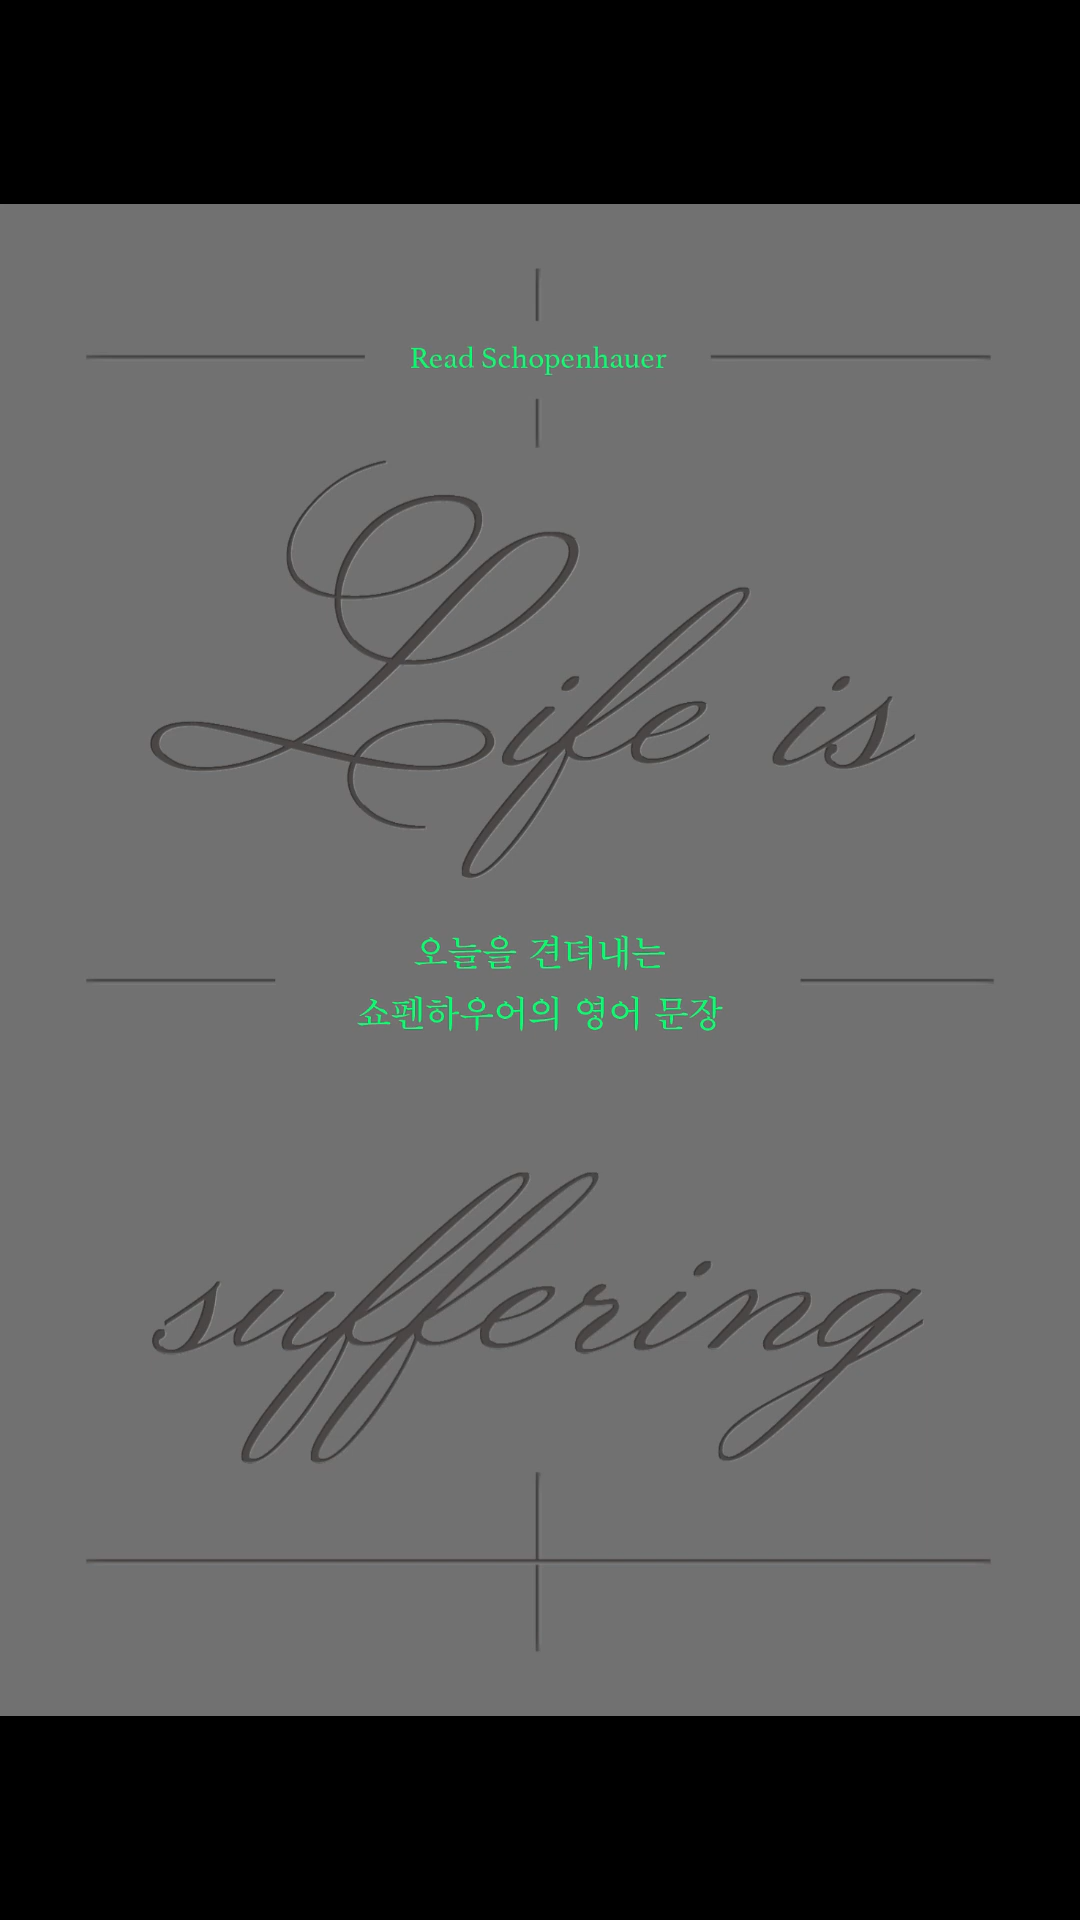 Read Schopenhauer
Life is
오늘을 견뎌내는
쇼펜하우어의 영어 문장
suffering